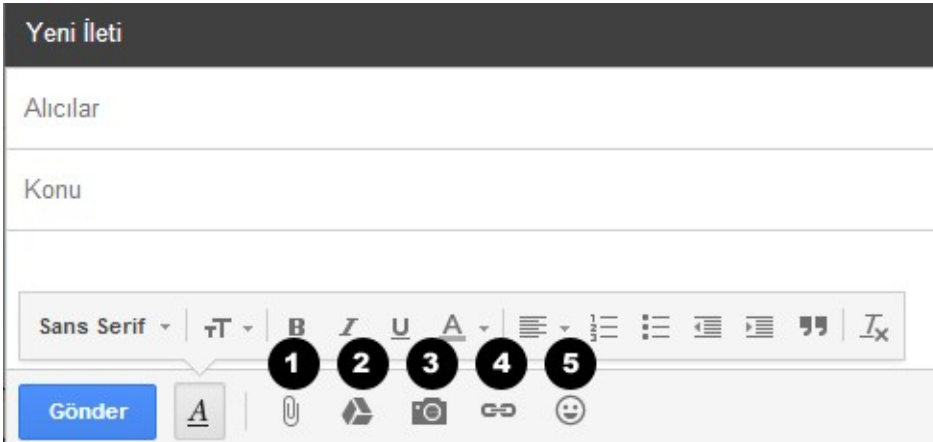 Yeni İleti
Alıcılar
Konu
Sans Serif
1 2 3 4 5
Gönder A